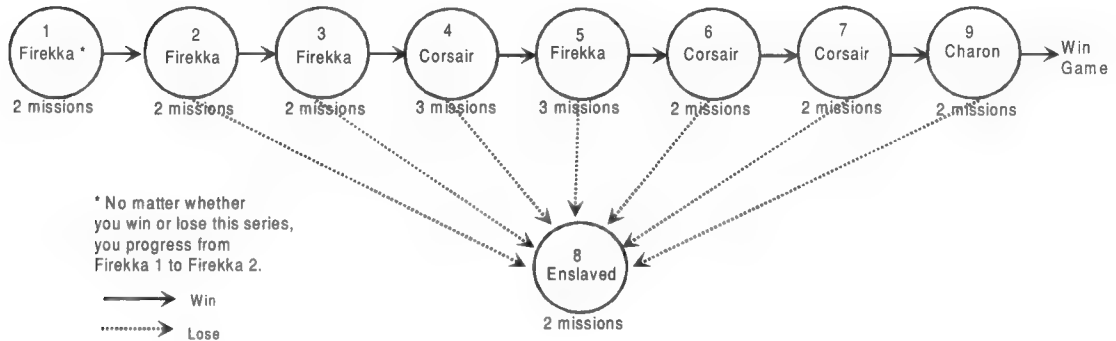 1
Firekka *
2 missions
2
Firekka
2 missions
3
Firekka
2 missions
4
Corsair
3 missions
5
Firekka
3 missions
6
Corsair
2 missions
7
Corsair
2 missions
9
Charon
2 missions
Win
Game
8
Enslaved
2 missions
* No matter whether
you win or lose this series,
you progress from
Firekka 1 to Firekka 2.
Win
Lose